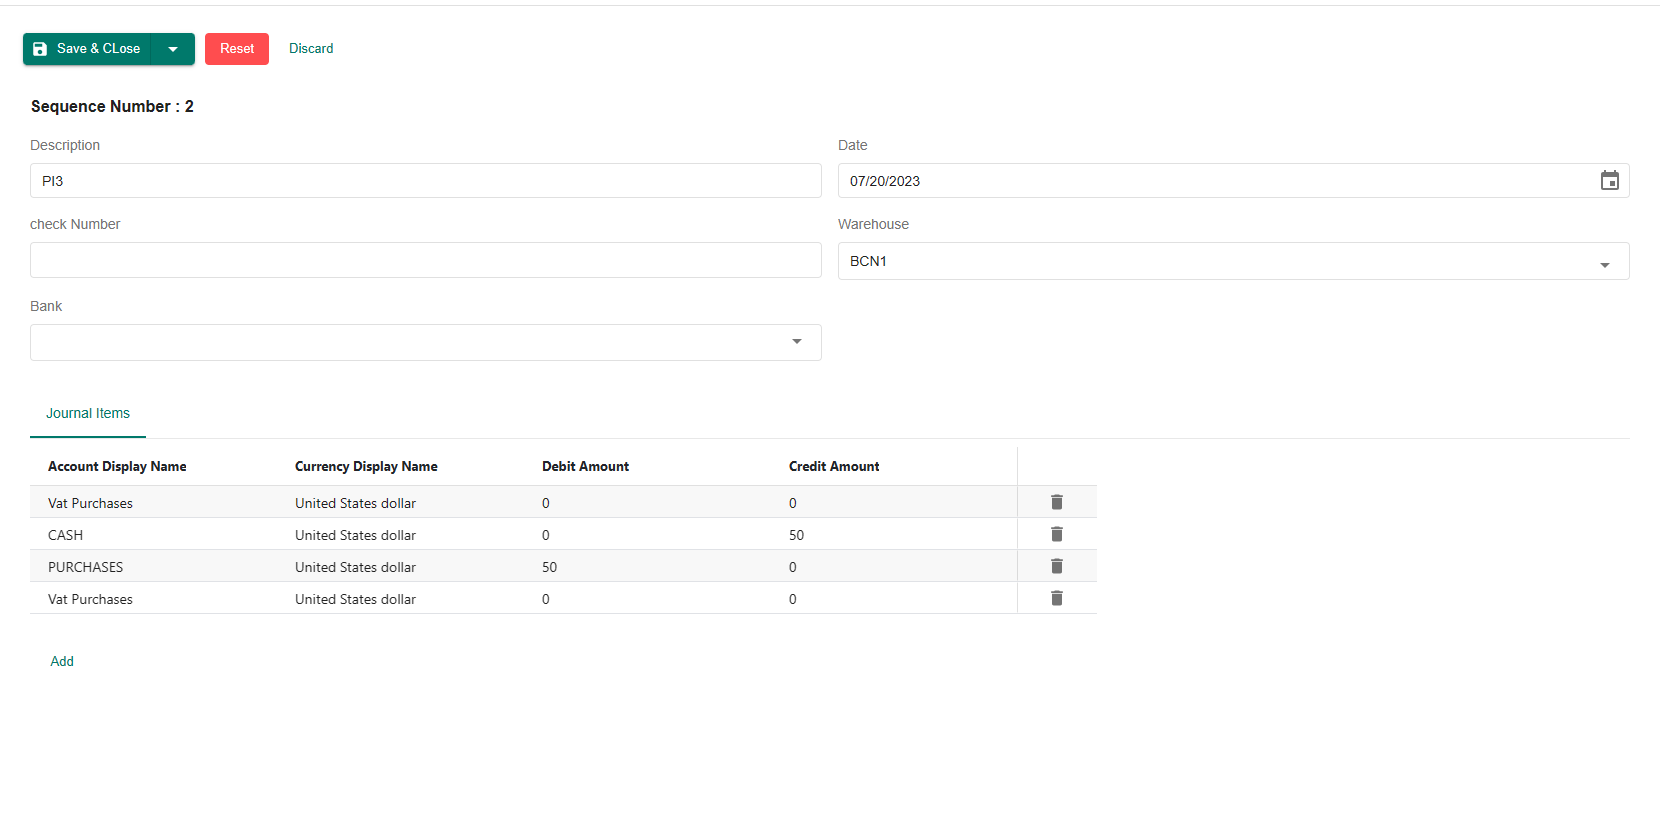 Save & CLose Reset Discard
Sequence Number : 2
Description Date
PI3 07/20/2023
check Number Warehouse
BCN1
Bank
Journal Items
Account Display Name Currency Display Name Debit Amount Credit Amount
Vat Purchases United States dollar 0 0
CASH United States dollar 0 50
PURCHASES United States dollar 50 0
Vat Purchases United States dollar 0 0
Add